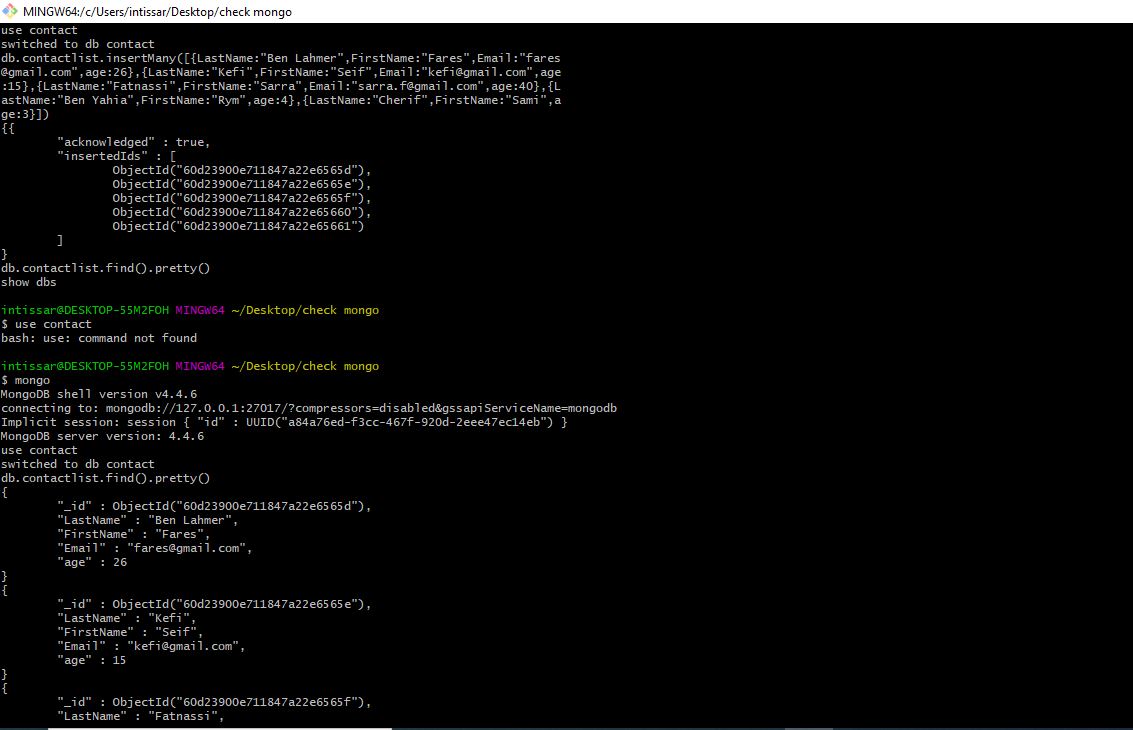 MINGW64:/c/Users/intissar/Desktop/check mongo
use contact
switched to db contact
db.contactlist.insertMany([{LastName:"Ben Lahmer",FirstName:"Fares",Email:"fares
@gmail.com",age:26},{LastName:"Kefi",FirstName:"Seif",Email:"kefi@gmail.com",age
:15},{LastName:"Fatnassi",FirstName:"Sarra",Email:"sarra.f@gmail.com",age:40},{L
astName:"Ben Yahia",FirstName:"Rym",age:4},{LastName:"Cherif",FirstName:"Sami",a
ge:3}])
{{
        "acknowledged" : true,
        "insertedIds" : [
                ObjectId("60d23900e711847a22e6565d"),
                ObjectId("60d23900e711847a22e6565e"),
                ObjectId("60d23900e711847a22e6565f"),
                ObjectId("60d23900e711847a22e65660"),
                ObjectId("60d23900e711847a22e65661")
        ]
}
db.contactlist.find().pretty()
show dbs
intissar@DESKTOP-55M2FOH MINGW64 ~/Desktop/check mongo
$ use contact
bash: use: command not found
intissar@DESKTOP-55M2FOH MINGW64 ~/Desktop/check mongo
$ mongo
MongoDB shell version v4.4.6
connecting to: mongodb://127.0.0.1:27017/?compressors=disabled&gssapiServiceName=mongodb
Implicit session: session { "id" : UUID("a84a76ed-f3cc-467f-920d-2eee47ec14eb") }
MongoDB server version: 4.4.6
use contact
switched to db contact
db.contactlist.find().pretty()
{
        "_id" : ObjectId("60d23900e711847a22e6565d"),
        "LastName" : "Ben Lahmer",
        "FirstName" : "Fares",
        "Email" : "fares@gmail.com",
        "age" : 26
}
{
        "_id" : ObjectId("60d23900e711847a22e6565e"),
        "LastName" : "Kefi",
        "FirstName" : "Seif",
        "Email" : "kefi@gmail.com",
        "age" : 15
}
{
        "_id" : ObjectId("60d23900e711847a22e6565f"),
        "LastName" : "Fatnassi",